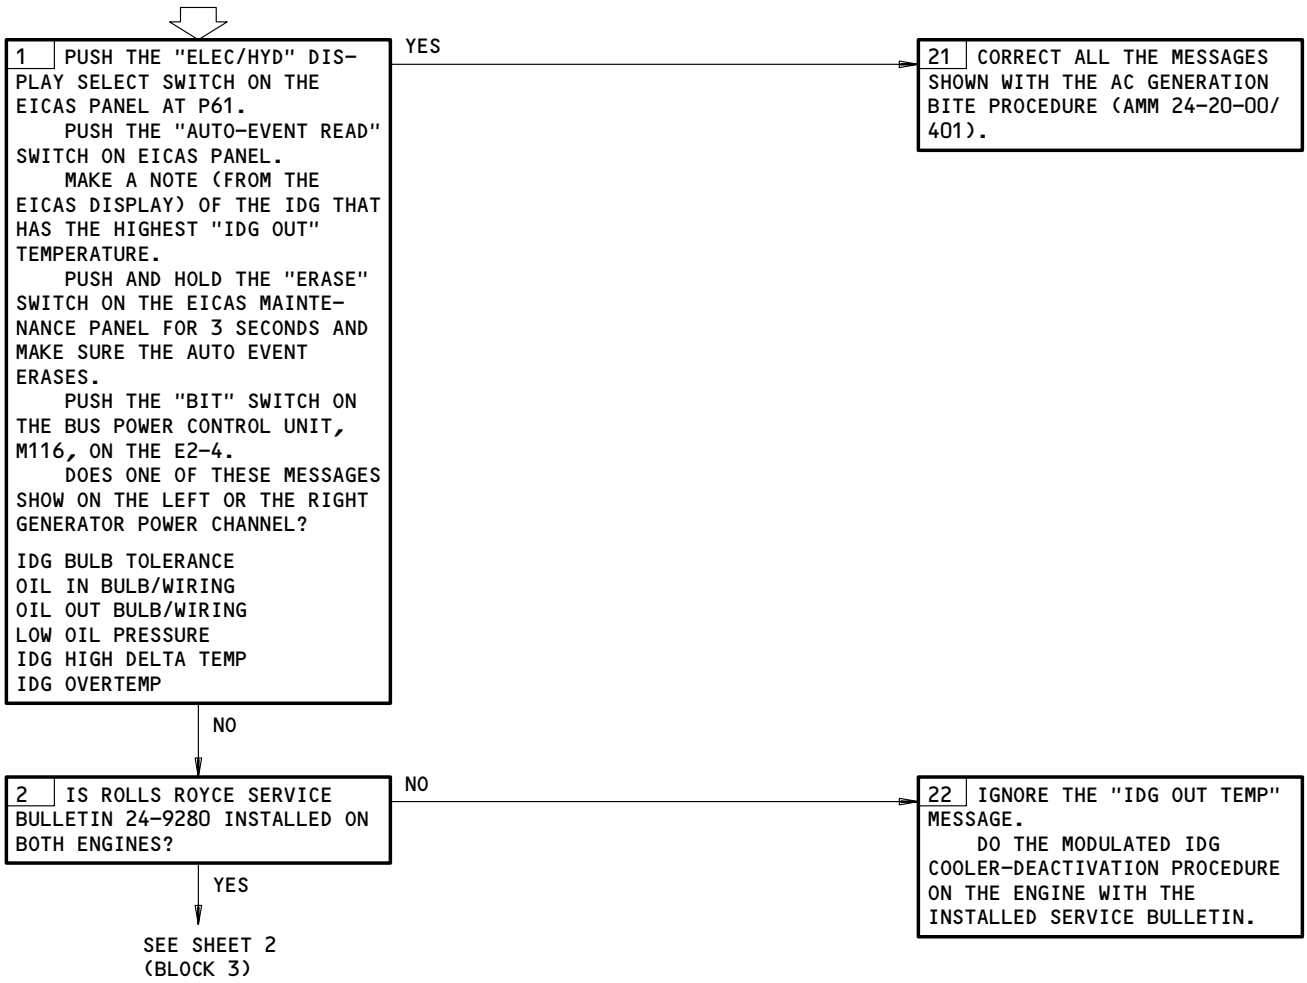 1 PUSH THE "ELEC/HYD" DIS-
PLAY SELECT SWITCH ON THE
EICAS PANEL AT P61.
PUSH THE "AUTO-EVENT READ"
SWITCH ON EICAS PANEL.
MAKE A NOTE (FROM THE
EICAS DISPLAY) OF THE IDG THAT
HAS THE HIGHEST "IDG OUT"
TEMPERATURE.
PUSH AND HOLD THE "ERASE"
SWITCH ON THE EICAS MAINTE-
NANCE PANEL FOR 3 SECONDS AND
MAKE SURE THE AUTO EVENT
ERASES.
PUSH THE "BIT" SWITCH ON
THE BUS POWER CONTROL UNIT,
M116, ON THE E2-4.
DOES ONE OF THESE MESSAGES
SHOW ON THE LEFT OR THE RIGHT
GENERATOR POWER CHANNEL?
IDG BULB TOLERANCE
OIL IN BULB/WIRING
OIL OUT BULB/WIRING
LOW OIL PRESSURE
IDG HIGH DELTA TEMP
IDG OVERTEMP
YES
21 CORRECT ALL THE MESSAGES
SHOWN WITH THE AC GENERATION
BITE PROCEDURE (AMM 24-20-00/
401).
NO
2 IS ROLLS ROYCE SERVICE
BULLETIN 24-9280 INSTALLED ON
BOTH ENGINES?
NO
22 IGNORE THE "IDG OUT TEMP"
MESSAGE.
DO THE MODULATED IDG
COOLER-DEACTIVATION PROCEDURE
ON THE ENGINE WITH THE
INSTALLED SERVICE BULLETIN.
YES
SEE SHEET 2
(BLOCK 3)